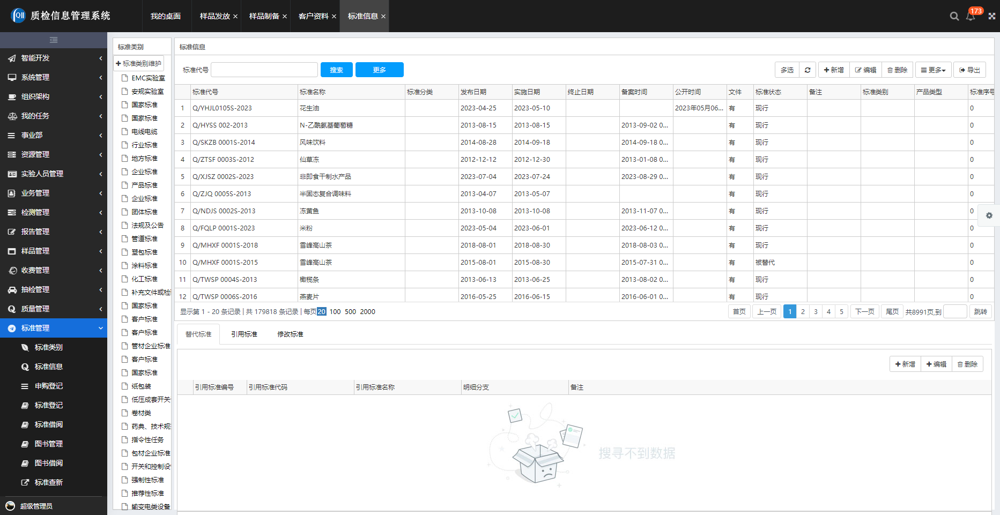 质检信息管理系统
我的桌面
样品发放 ×
样品制备 ×
客户资料 ×
标准信息 ×
173
智能开发
系统管理
组织架构
我的任务
事业部
资源管理
实验人员管理
业务管理
检测管理
报告管理
样品管理
收费管理
抽检管理
质量管理
标准管理
标准类别
标准信息
申购登记
标准登记
标准借阅
图书管理
图书借阅
标准查新
超级管理员
标准类别
标准类别维护
EMC实验室
安规实验室
国家标准
国家标准
电线电缆
行业标准
地方标准
企业标准
产品标准
企业标准
团体标准
法规及公告
管道标准
塑包标准
涂料标准
化工标准
补充文件或检
国家标准
客户标准
客户标准
管材企业标准
客户标准
国家标准
纸包装
低压成套开关
卷材类
药典、技术规
指令性任务
包材企业标准
开关和控制设
强制性标准
推荐性标准
输变电类设备
标准信息
标准代号 搜索 更多
多选 新增 编辑 删除 更多 导出
标准代号 标准名称 标准分类 发布日期 实施日期 终止日期 备案时间 公开时间 文件 标准状态 备注 标准类别 产品类型 标准序号
1 Q/YHJL0105S-2023 花生油 2023-04-25 2023-05-10 2023年05月06... 有 现行 0
2 Q/HYSS 002-2013 N-乙酰氨基葡萄糖 2013-08-15 2013-08-15 2013-09-02 0... 有 现行 0
3 Q/SKZB 0001S-2014 风味饮料 2014-08-28 2014-09-18 2014-09-18 0... 有 现行 0
4 Q/ZTSF 0003S-2012 仙草冻 2012-12-12 2012-12-30 2013-01-08 0... 有 现行 0
5 Q/XJSZ 0002S-2023 非即食干制水产品 2023-07-04 2023-07-24 2023-08-29 0... 有 现行 0
6 Q/ZJQ 0005S-2013 半固态复合调味料 2013-04-07 2013-05-07 有 现行 0
7 Q/NDJS 0002S-2013 冻黄鱼 2013-10-08 2013-10-08 2013-11-07 0... 有 现行 0
8 Q/FQLP 0001S-2023 米粉 2023-05-04 2023-06-01 2023-06-12 0... 有 现行 0
9 Q/MHXF 0001S-2018 雪峰高山茶 2018-08-01 2018-08-30 2018-08-03 0... 有 现行 0
10 Q/MHXF 0001S-2015 雪峰高山茶 2015-08-01 2015-08-30 2015-07-31 0... 有 被替代 0
11 Q/TWSP 0004S-2013 橄榄条 2013-06-13 2013-06-25 2013-08-02 0... 有 现行 0
12 Q/TWSP 0006S-2016 燕麦片 2016-05-25 2016-06-15 2016-06-01 0... 有 现行 0
显示第 1 - 20 条记录 | 共 179818 条记录 | 每页 20 100 500 2000
首页 上一页 1 2 3 4 5 下一页 尾页 共8991页,到 跳转
替代标准 引用标准 修改标准
新增 编辑 删除
引用标准编号 引用标准代码 引用标准名称 明细分支 备注
搜寻不到数据